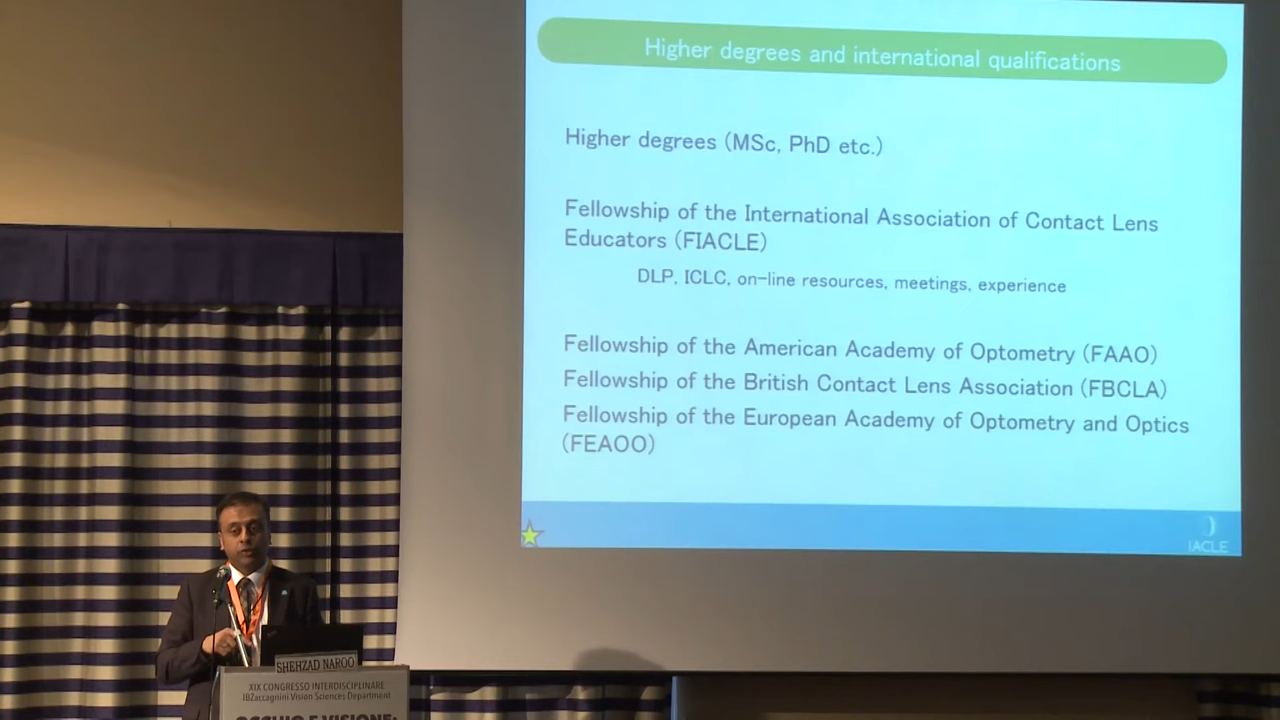 Higher degrees and international qualifications
Higher degrees (MSc, PhD etc.)
Fellowship of the International Association of Contact Lens
Educators (FIACLE)
DLP, ICLC, on-line resources, meetings, experience
Fellowship of the American Academy of Optometry (FAAO)
Fellowship of the British Contact Lens Association (FBCLA)
Fellowship of the European Academy of Optometry and Optics
(FEAOO)
IACLE
SHEHZAD NAROO
XIX CONGRESSO INTERDISCIPLINARE
IBZaccagnini Vision Sciences Department
OCCHIO E VISIONE: